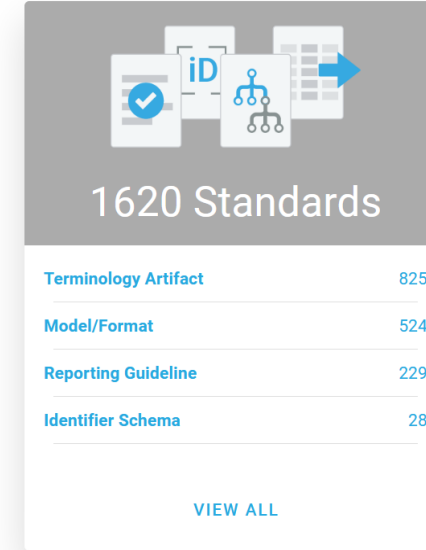 iD
1620 Standards
Terminology Artifact 825
Model/Format 524
Reporting Guideline 229
Identifier Schema 28
VIEW ALL